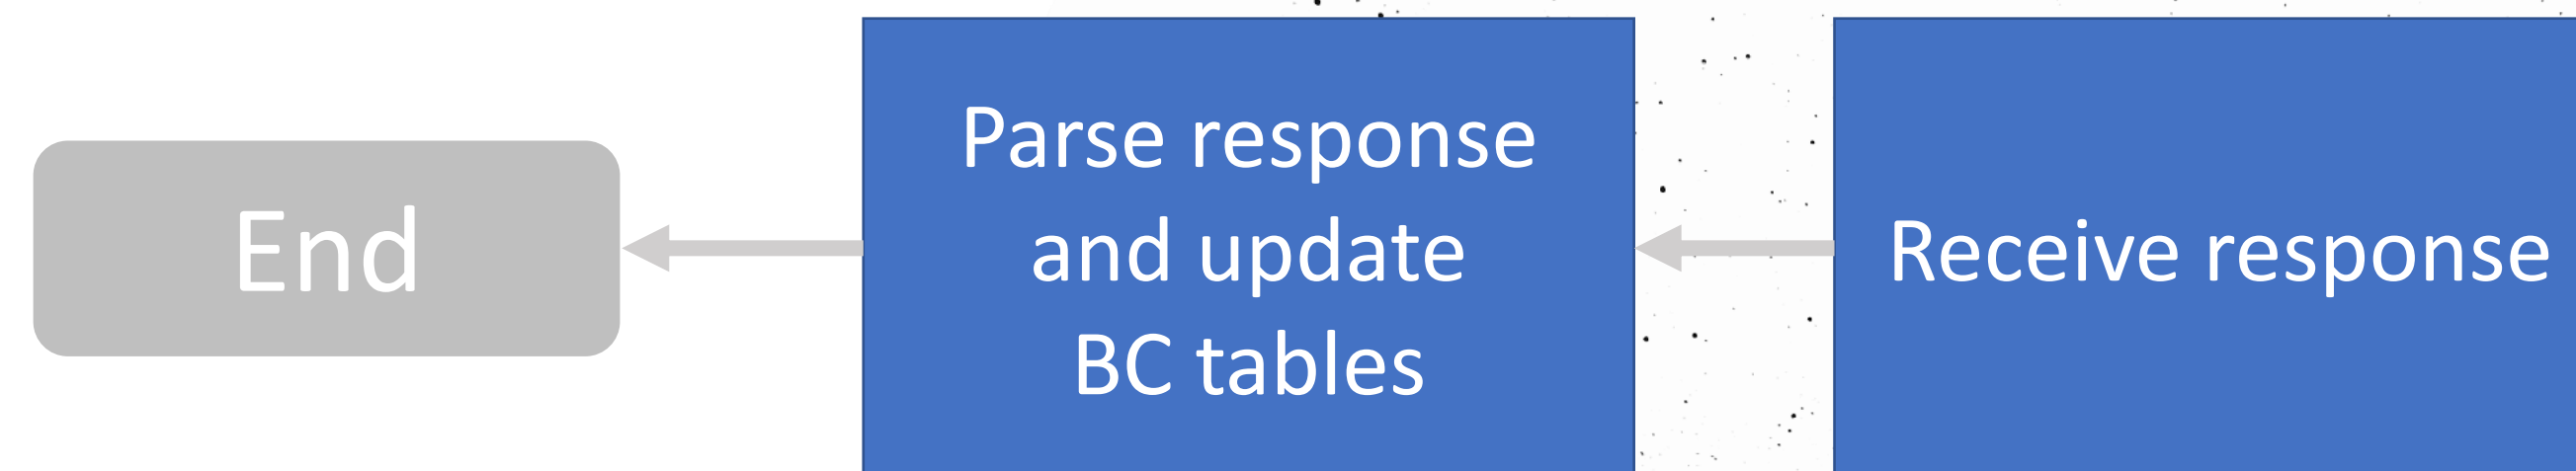 End
Parse response
and update
BC tables
Receive response